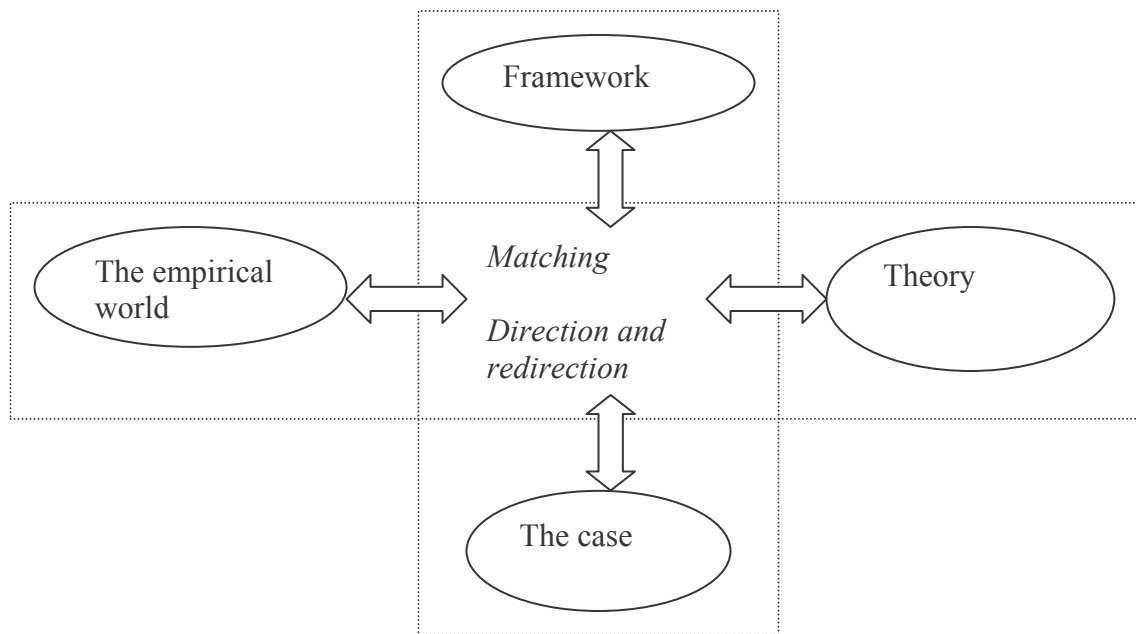 Framework
The empirical
world
Matching
Direction and
redirection
Theory
The case